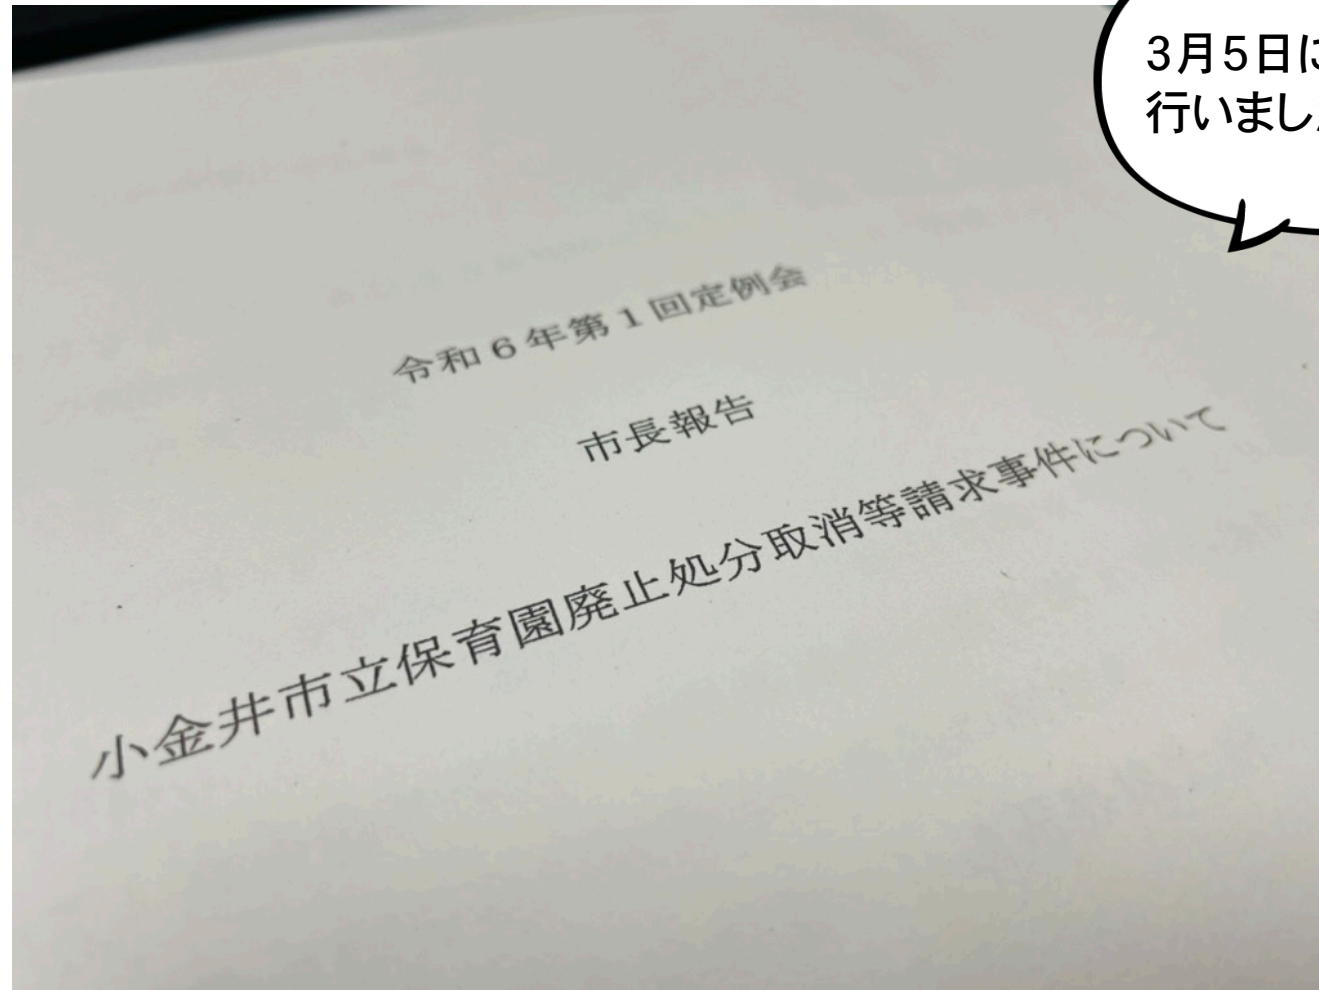 3月5日に
行いまし
令和6年第1回定例会
市長報告
小金井市立保育園廃止処分取消等請求事件について